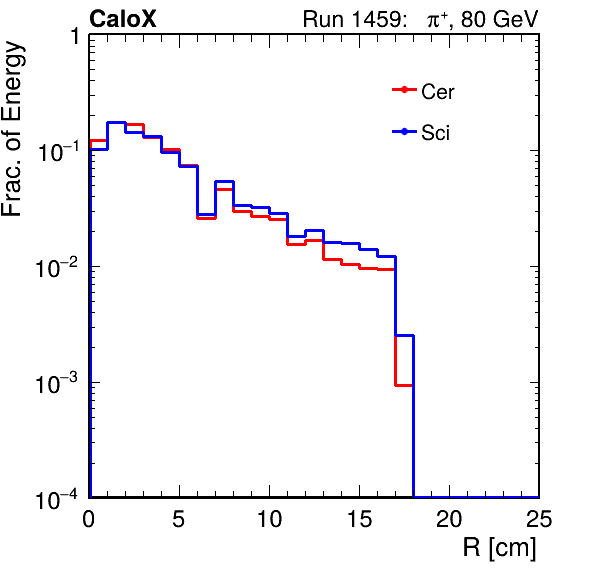 CaloX Run 1459: π⁺, 80 GeV
Frac. of Energy
Cer
Sci
1
10⁻¹
10⁻²
10⁻³
10⁻⁴
0 5 10 15 20 25
R [cm]